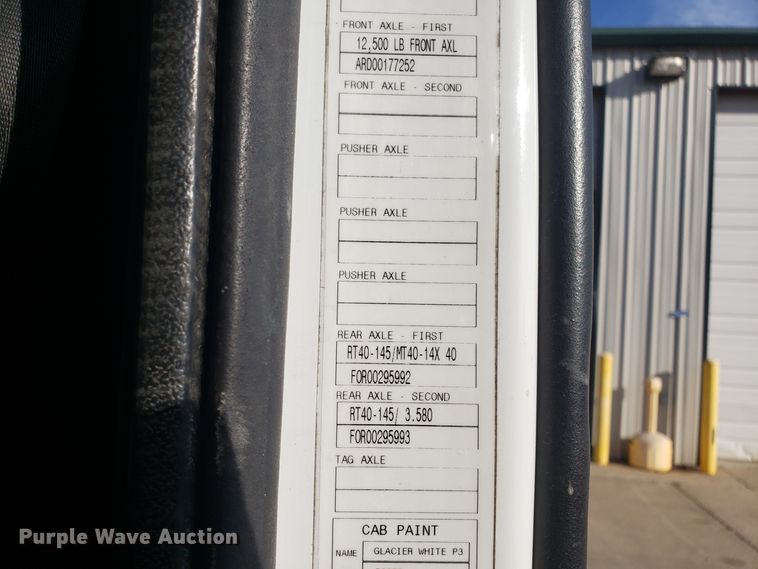 FRONT AXLE - FIRST
12,500 LB FRONT AXL
ARD00177252
FRONT AXLE - SECOND
PUSHER AXLE
PUSHER AXLE
PUSHER AXLE
REAR AXLE - FIRST
RT40-145/MT40-14X 40
FOR00295992
REAR AXLE - SECOND
RT40-145/ 3.580
FOR00295993
TAG AXLE
CAB PAINT
NAME GLACIER WHITE P3
Purple Wave Auction®